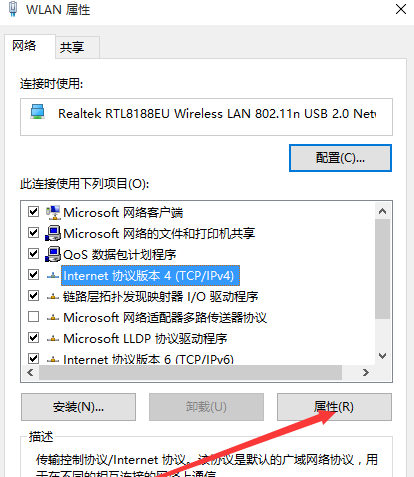 WLAN 属性
网络
共享
连接时使用:
Realtek RTL8188EU Wireless LAN 802.11n USB 2.0 Netw
配置(C)...
此连接使用下列项目(O):
Microsoft 网络客户端
Microsoft 网络的文件和打印机共享
QoS 数据包计划程序
Internet 协议版本 4 (TCP/IPv4)
链路层拓扑发现映射器 I/O 驱动程序
Microsoft 网络适配器多路传送器协议
Microsoft LLDP 协议驱动程序
Internet 协议版本 6 (TCP/IPv6)
安装(N)...
卸载(U)
属性(R)
描述
传输控制协议/Internet 协议。该协议是默认的广域网络协议，用
于在不同的相互连接的网络上通信。